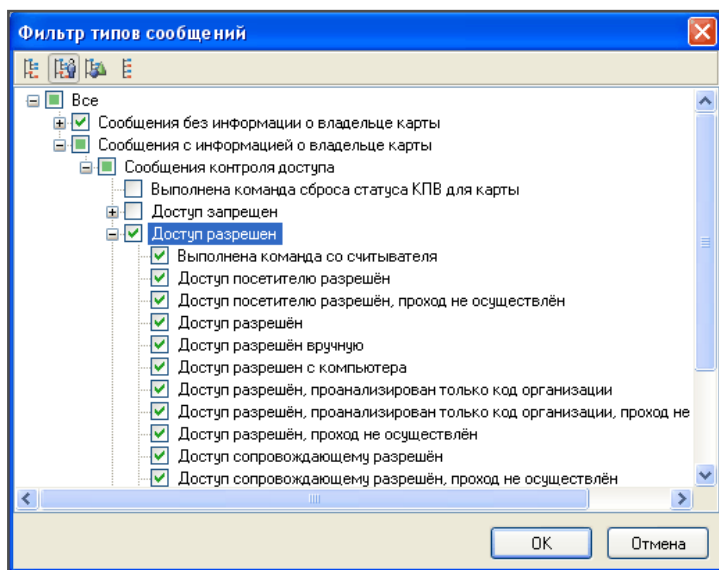 Фильтр типов сообщений
Все
Сообщения без информации о владельце карты
Сообщения с информацией о владельце карты
Сообщения контроля доступа
Выполнена команда сброса статуса КПВ для карты
Доступ запрещен
Доступ разрешен
Выполнена команда со считывателя
Доступ посетителю разрешён
Доступ посетителю разрешён, проход не осуществлён
Доступ разрешён
Доступ разрешён вручную
Доступ разрешен с компьютера
Доступ разрешён, проанализирован только код организации
Доступ разрешён, проанализирован только код организации, проход не
Доступ разрешён, проход не осуществлён
Доступ сопровождающему разрешён
Доступ сопровождающему разрешён, проход не осуществлён
OK Отмена